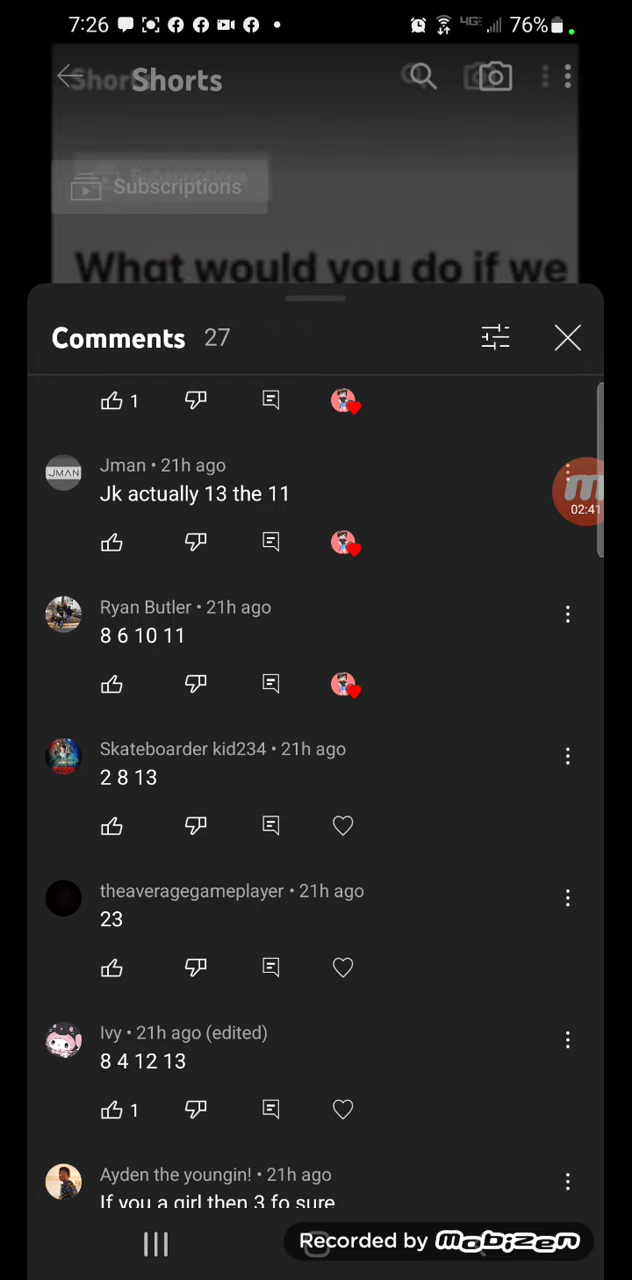 7:26
4GE 76%
Shorts
Subscriptions
What would you do if we
Comments 27
1
Jman • 21h ago
JMAN
Jk actually 13 the 11
02:41
Ryan Butler • 21h ago
8 6 10 11
Skateboarder kid234 • 21h ago
2 8 13
theaveragegameplayer • 21h ago
23
Ivy • 21h ago (edited)
8 4 12 13
1
Ayden the youngin! • 21h ago
If you a girl then 3 fo sure
Recorded by mobizen